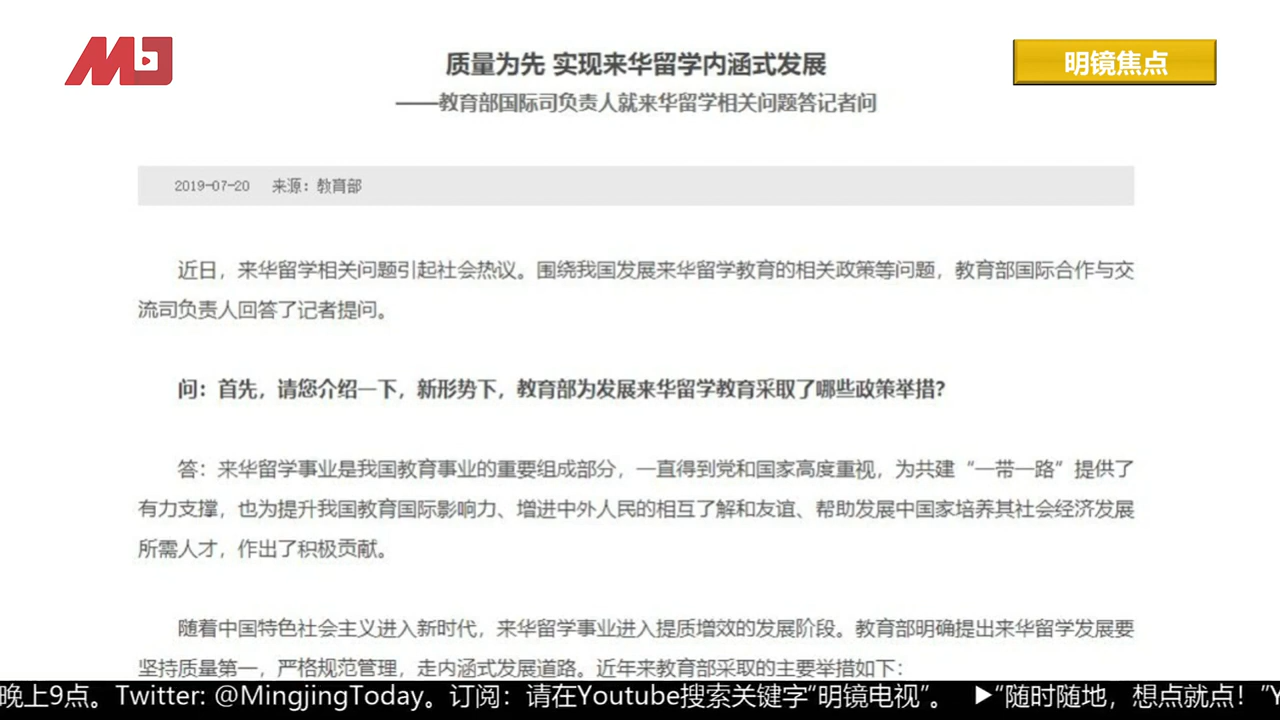 质量为先 实现来华留学内涵式发展
明镜焦点
——教育部国际司负责人就来华留学相关问题答记者问
2019-07-20 来源：教育部
近日，来华留学相关问题引起社会热议。围绕我国发展来华留学教育的相关政策等问题，教育部国际合作与交
流司负责人回答了记者提问。
问：首先，请您介绍一下，新形势下，教育部为发展来华留学教育采取了哪些政策举措？
答：来华留学事业是我国教育事业的重要组成部分，一直得到党和国家高度重视，为共建“一带一路”提供了
有力支撑，也为提升我国教育国际影响力、增进中外人民的相互了解和友谊、帮助发展中国家培养其社会经济发展
所需人才，作出了积极贡献。
随着中国特色社会主义进入新时代，来华留学事业进入提质增效的发展阶段。教育部明确提出来华留学发展要
坚持质量第一，严格规范管理，走内涵式发展道路。近年来教育部采取的主要举措如下：
晚上9点。Twitter: @MingjingToday。订阅：请在Youtube搜索关键字“明镜电视”。 ▶“随时随地，想点就点！”Y